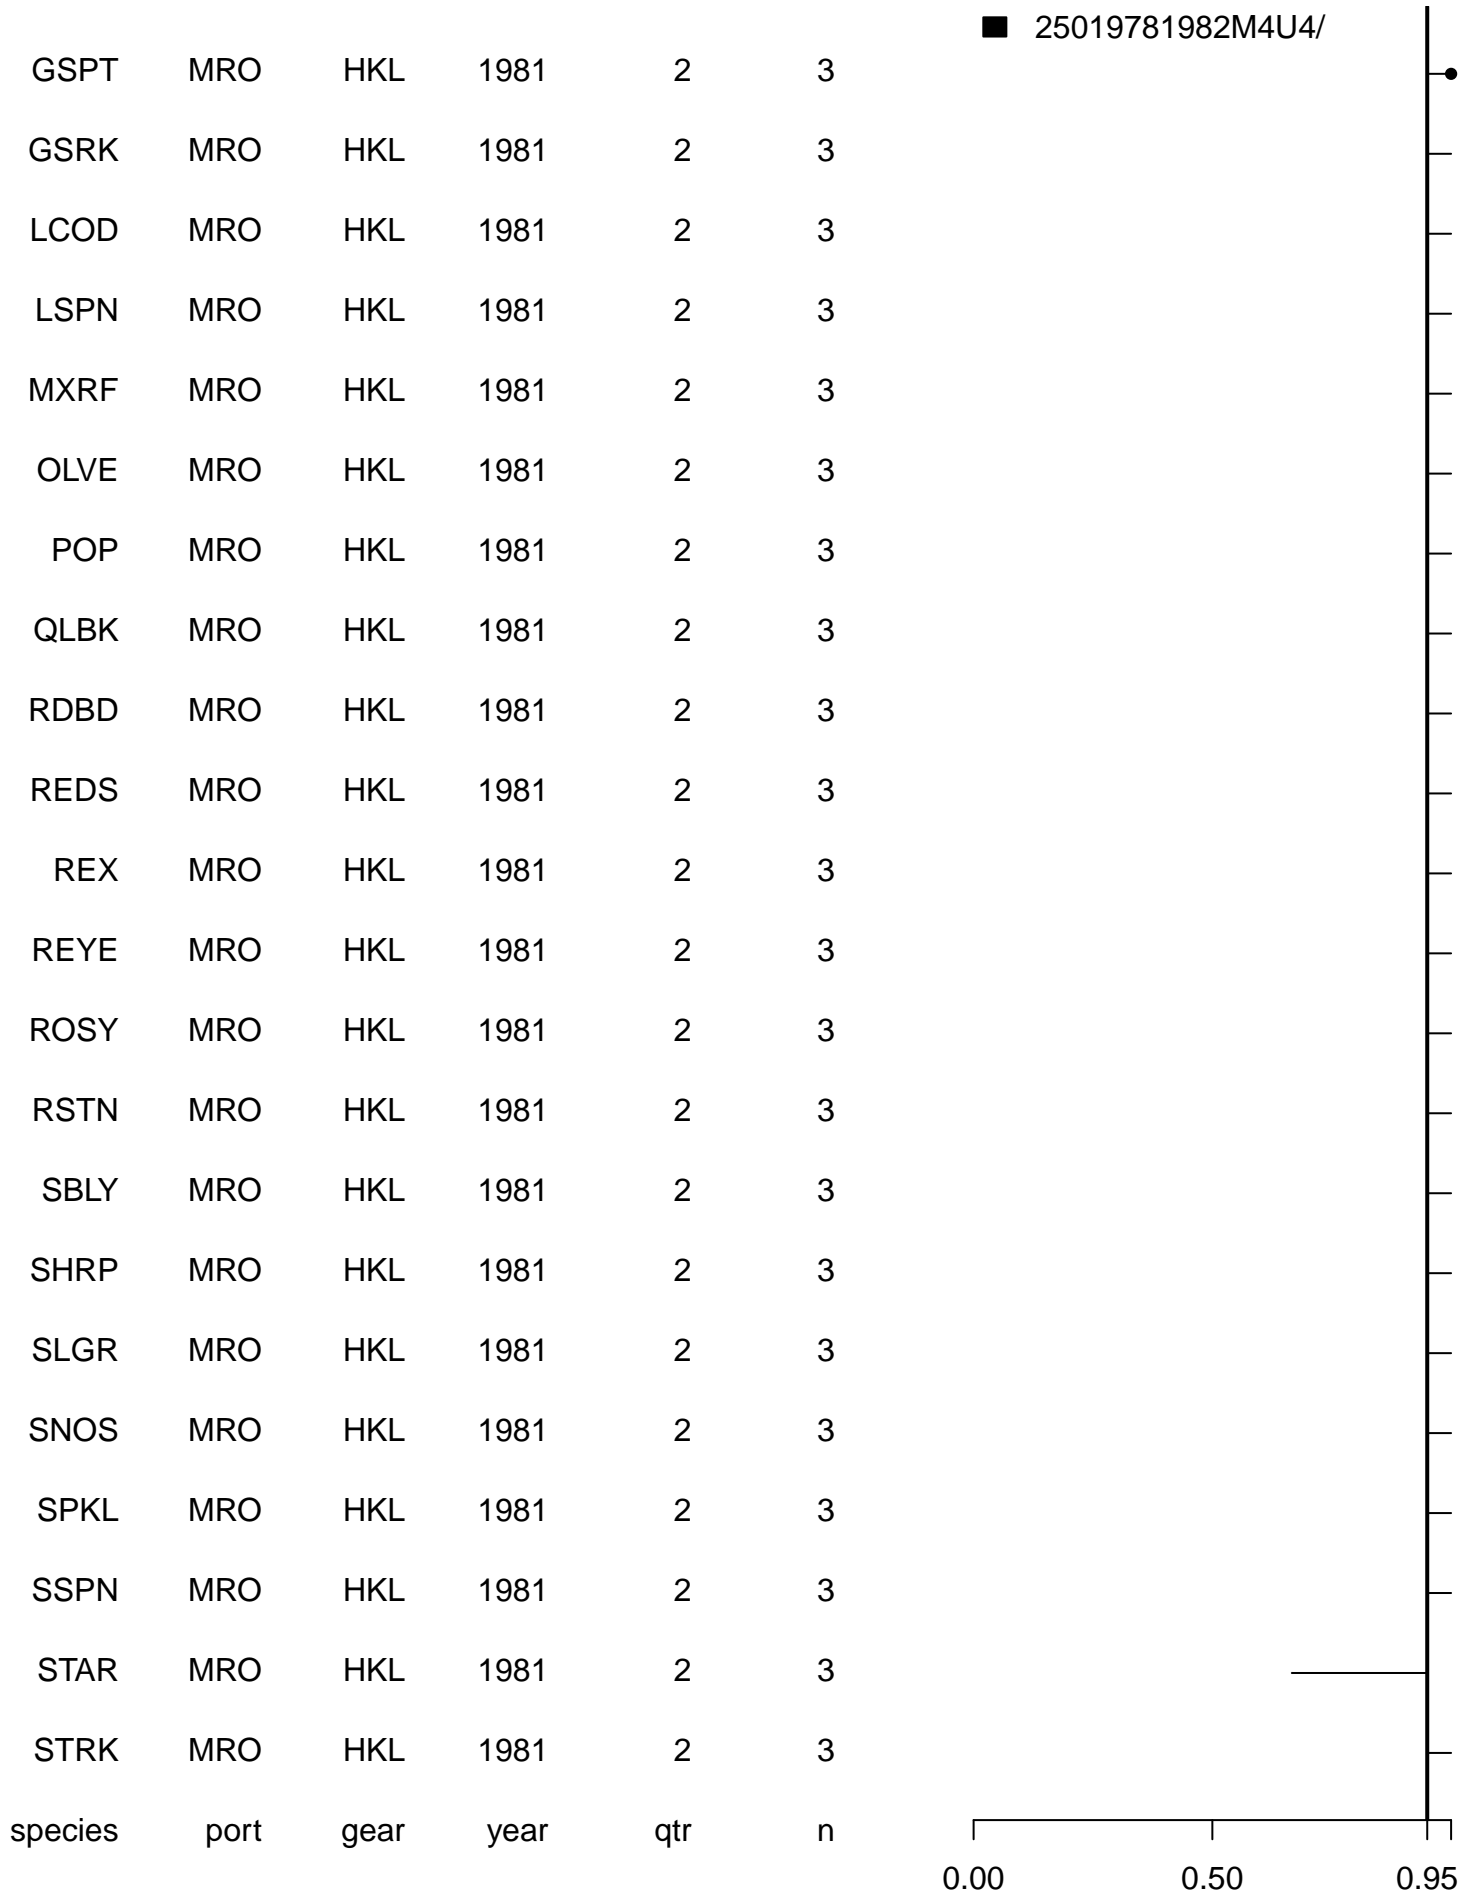 25019781982M4U4/
GSPT MRO HKL 1981 2 3
GSRK MRO HKL 1981 2 3
LCOD MRO HKL 1981 2 3
LSPN MRO HKL 1981 2 3
MXRF MRO HKL 1981 2 3
OLVE MRO HKL 1981 2 3
POP MRO HKL 1981 2 3
QLBK MRO HKL 1981 2 3
RDBD MRO HKL 1981 2 3
REDS MRO HKL 1981 2 3
REX MRO HKL 1981 2 3
REYE MRO HKL 1981 2 3
ROSY MRO HKL 1981 2 3
RSTN MRO HKL 1981 2 3
SBLY MRO HKL 1981 2 3
SHRP MRO HKL 1981 2 3
SLGR MRO HKL 1981 2 3
SNOS MRO HKL 1981 2 3
SPKL MRO HKL 1981 2 3
SSPN MRO HKL 1981 2 3
STAR MRO HKL 1981 2 3
STRK MRO HKL 1981 2 3
species port gear year qtr n
0.00 0.50 0.95